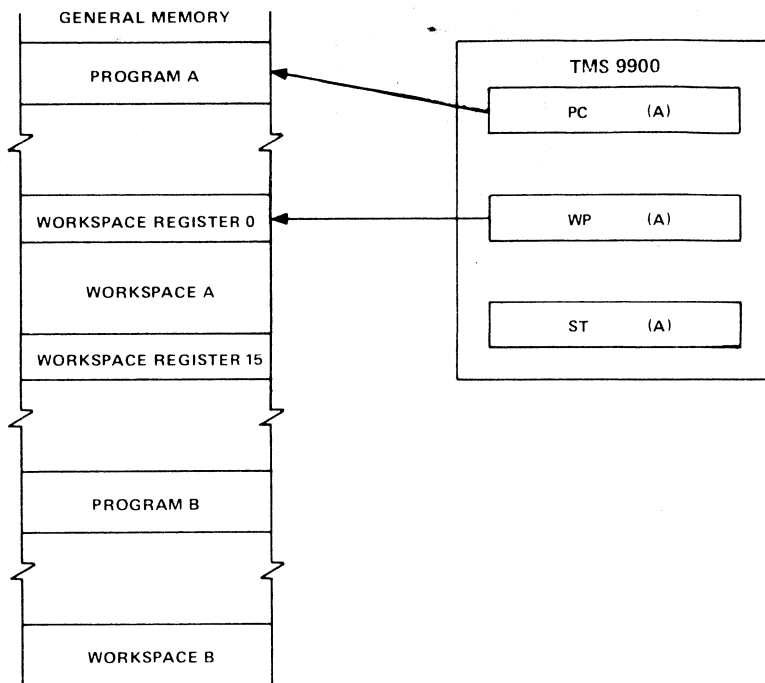 GENERAL MEMORY
PROGRAM A
WORKSPACE REGISTER 0
WORKSPACE A
WORKSPACE REGISTER 15
PROGRAM B
WORKSPACE B
TMS 9900
PC (A)
WP (A)
ST (A)